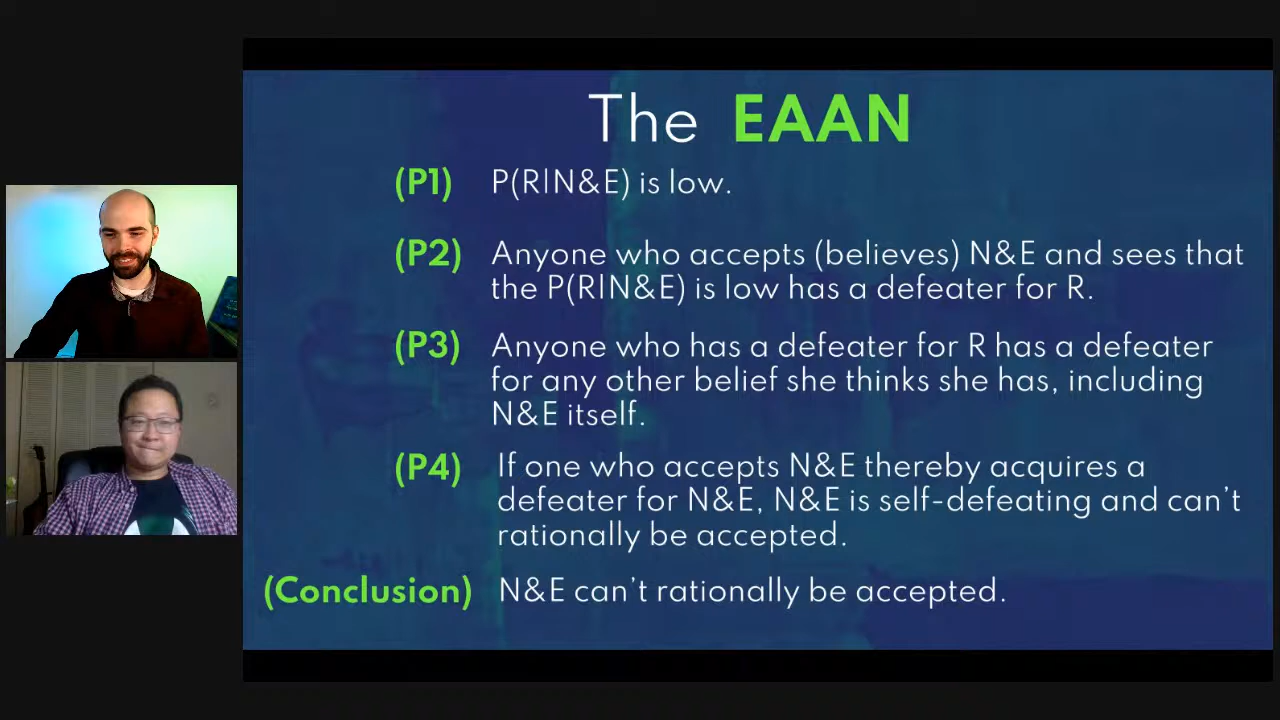 The EAAN
(P1) P(R|N&E) is low.
(P2) Anyone who accepts (believes) N&E and sees that
the P(R|N&E) is low has a defeater for R.
(P3) Anyone who has a defeater for R has a defeater
for any other belief she thinks she has, including
N&E itself.
(P4) If one who accepts N&E thereby acquires a
defeater for N&E, N&E is self-defeating and can't
rationally be accepted.
(Conclusion) N&E can't rationally be accepted.